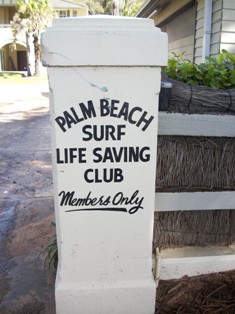 PALM BEACH
SURF
LIFE SAVING
CLUB
Members Only